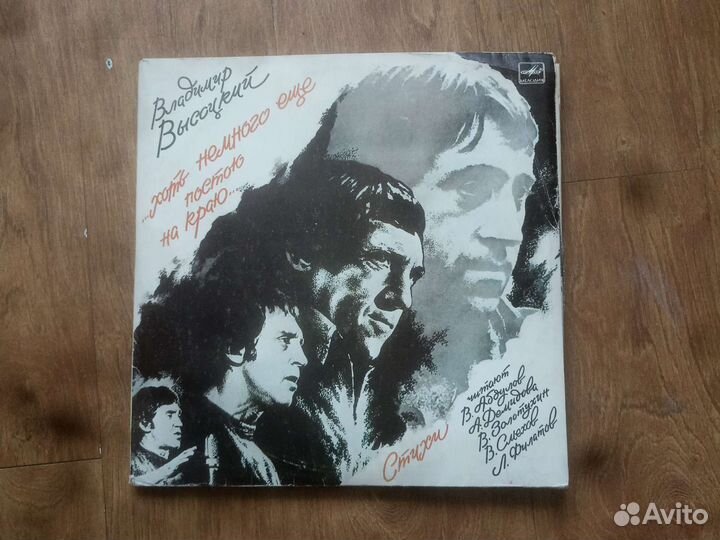 Владимир
Высоцкий
...хоть немного еще
постою
на краю...
МЕЛОДИЯ
Стихи
читают
В. Абдулов
А. Демидова
В. Золотухин
В. Смехов
Л. Филатов
Avito